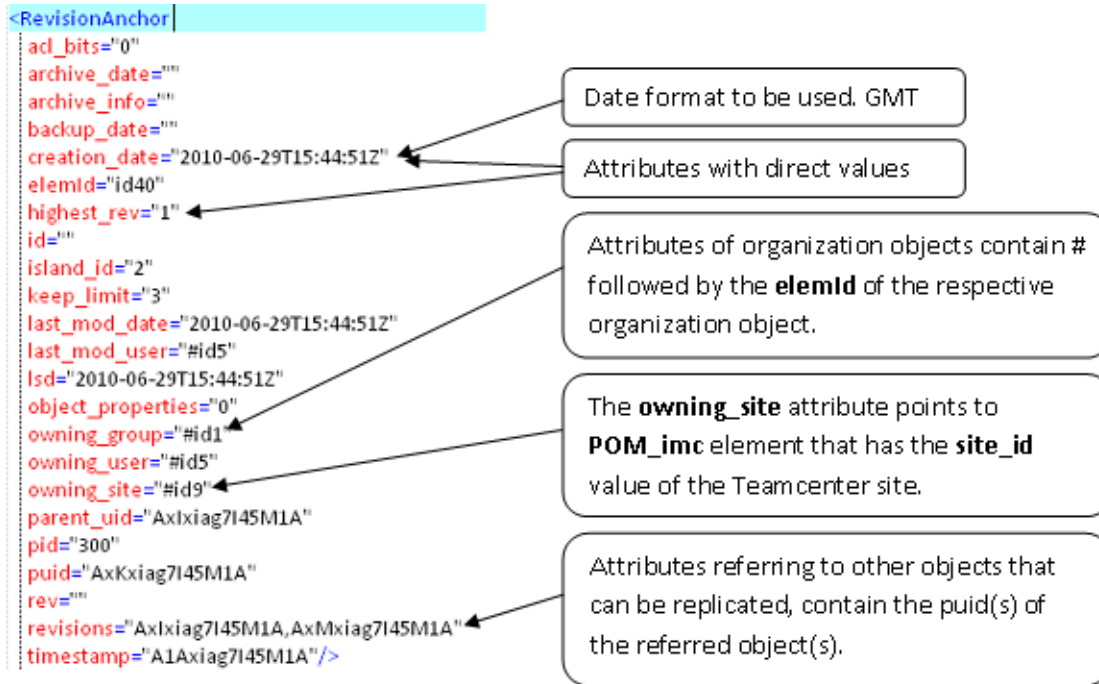 <RevisionAnchor
acl_bits="0"
archive_date=""
archive_info=""
backup_date=""
creation_date="2010-06-29T15:44:51Z"
elemId="id40"
highest_rev="1"
id=""
island_id="2"
keep_limit="3"
last_mod_date="2010-06-29T15:44:51Z"
last_mod_user="#id5"
lsd="2010-06-29T15:44:51Z"
object_properties="0"
owning_group="#id1"
owning_user="#id5"
owning_site="#id9"
parent_uid="AxIxiag7I45M1A"
pid="300"
puid="AxKxiag7I45M1A"
rev=""
revisions="AxIxiag7I45M1A,AxMxiag7I45M1A"
timestamp="A1Axiag7I45M1A"/>
Date format to be used. GMT
Attributes with direct values
Attributes of organization objects contain #
followed by the elemId of the respective
organization object.
The owning_site attribute points to
POM_imc element that has the site_id
value of the Teamcenter site.
Attributes referring to other objects that
can be replicated, contain the puid(s) of
the referred object(s).